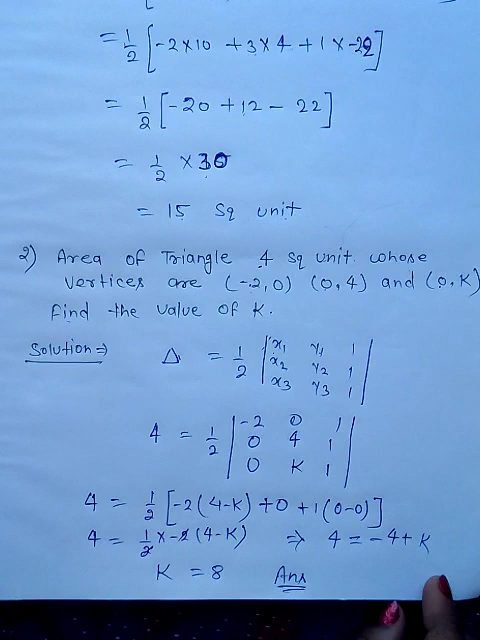 = 1/2 [-2×10 +3×4 +1×-22]
= 1/2 [-20 +12 - 22]
= 1/2 ×30
= 15 Sq unit
2) Area of Triangle 4 sq unit. whose
vertices are (-2,0) (0,4) and (0,K)
find the value of K.
Solution ⇒ Δ = 1/2 | x₁ y₁ 1 |
| x₂ y₂ 1 |
| x₃ y₃ 1 |
4 = 1/2 | -2 0 1 |
| 0 4 1 |
| 0 K 1 |
4 = 1/2 [-2(4-K) +0 +1(0-0)]
4 = 1/2 × -2 (4-K) ⇒ 4 = -4+K
K = 8 Ans